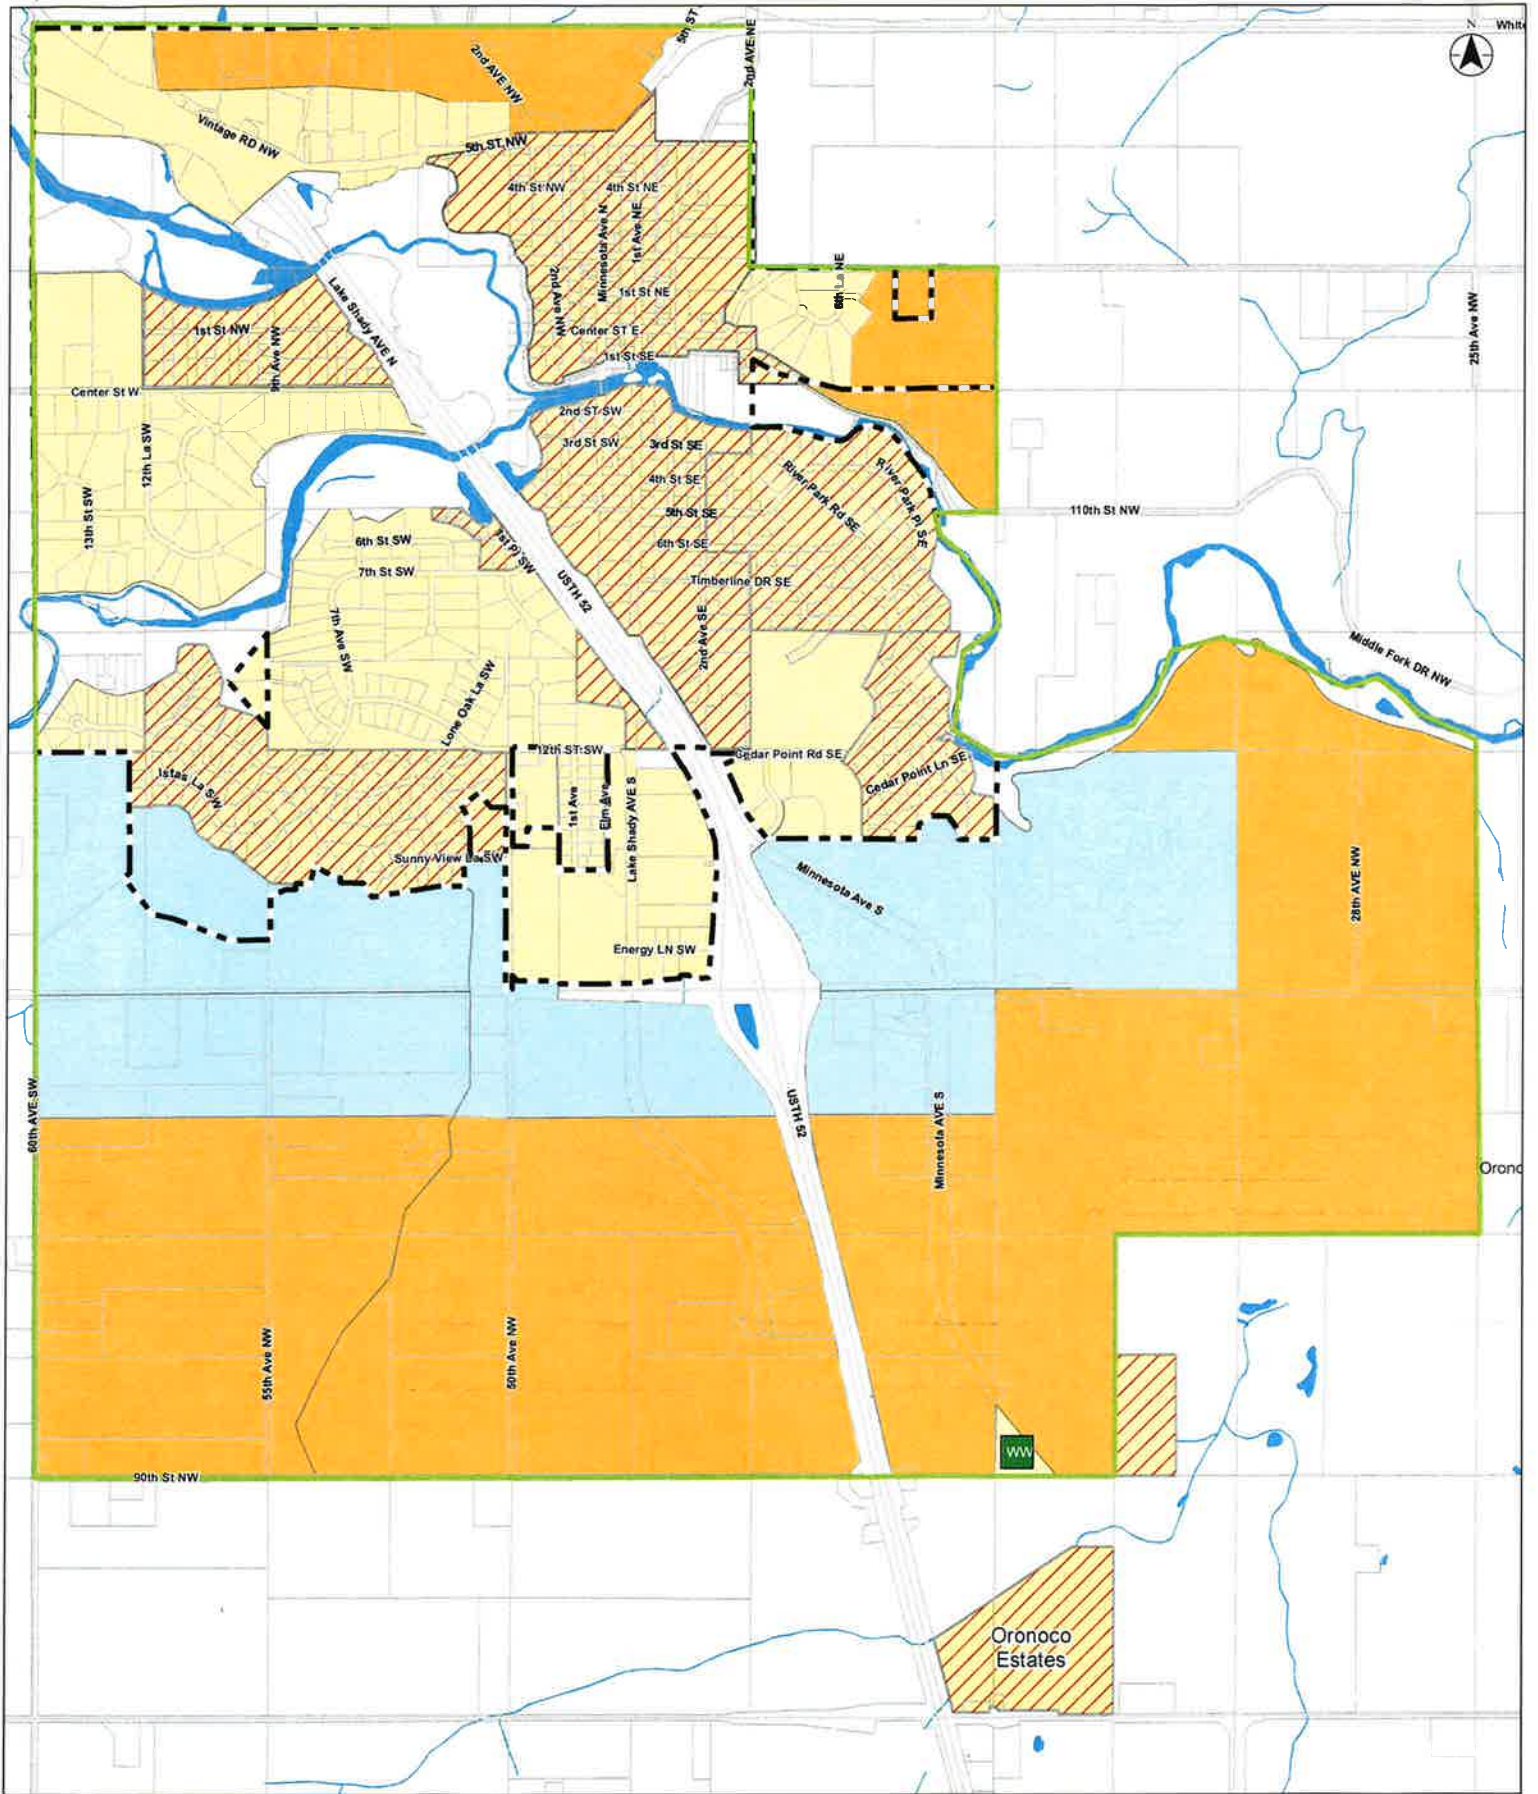 N
White
5th ST
2nd AVE NE
2nd AVE NW
Vintage RD NW
5th ST NW
4th St NW
4th St NE
Minnesota Ave N
1st Ave NE
2nd Ave NW
1st St NE
Center ST E
1st St SE
La NE
25th Ave NW
Lake Shady AVE N
1st St NW
9th Ave NW
Center St W
12th La SW
13th St SW
2nd ST SW
3rd St SW
3rd St SE
4th St SE
5th St SE
6th St SE
River Park Rd SE
River Park Pl SE
110th St NW
6th St SW
7th St SW
1st Pl SW
USTH 52
Timberline DR SE
7th Ave SW
2nd Ave SE
Lone Oak La SW
Middle Fork DR NW
12th ST SW
Cedar Point Rd SE
Cedar Point Ln SE
Istas La SW
1st Ave
Elm Ave
Lake Shady AVE S
Sunny View La SW
Minnesota Ave S
28th AVE NW
Energy LN SW
60th AVE SW
USTH 52
Minnesota AVE S
Orono
55th Ave NW
50th Ave NW
WW
90th St NW
Oronoco
Estates